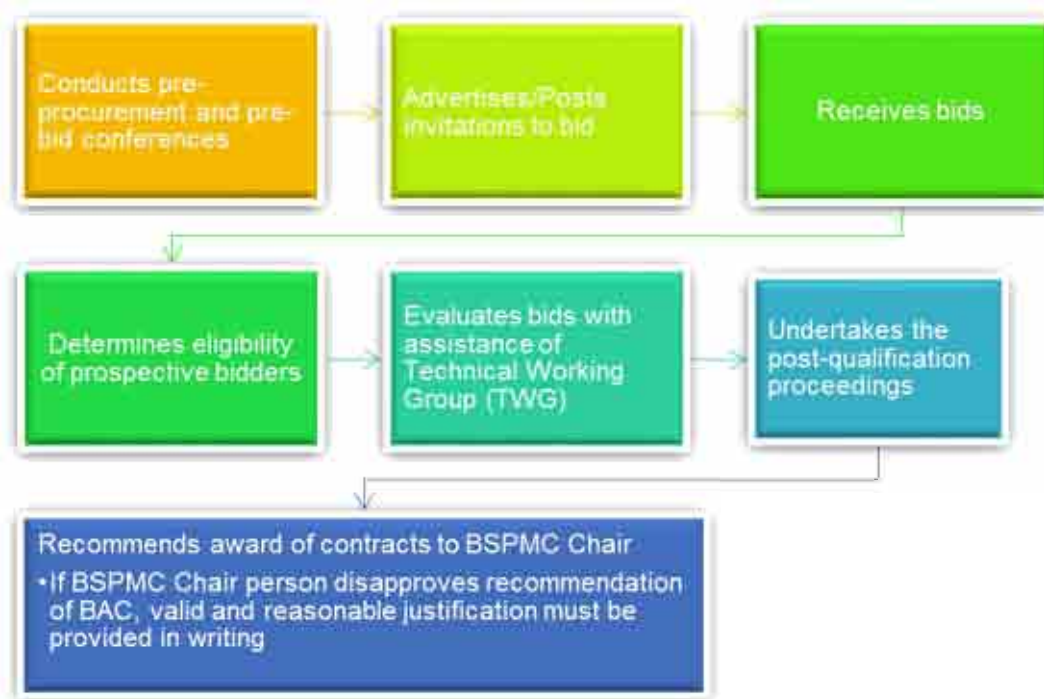 Conducts pre-
procurement and pre-
bid conferences
Advertises/Posts
invitations to bid
Receives bids
Determines eligibility
of prospective bidders
Evaluates bids with
assistance of
Technical Working
Group (TWG)
Undertakes the
post-qualification
proceedings
Recommends award of contracts to BSPMC Chair
•If BSPMC Chair person disapproves recommendation
of BAC, valid and reasonable justification must be
provided in writing